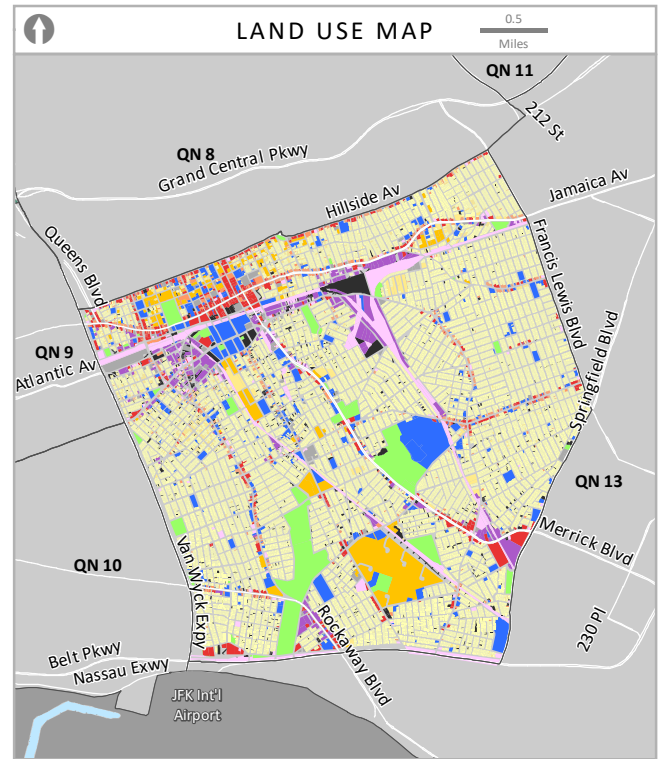 LAND USE MAP
0.5
Miles
QN 11
212 St
QN 8
Grand Central Pkwy
Hillside Av
Jamaica Av
Queens Blvd
Francis Lewis Blvd
QN 9
Atlantic Av
Springfield Blvd
QN 13
Merrick Blvd
QN 10
Van Wyck Expy
Rockaway Blvd
230 Pl
Belt Pkwy
Nassau Exwy
JFK Int'l
Airport